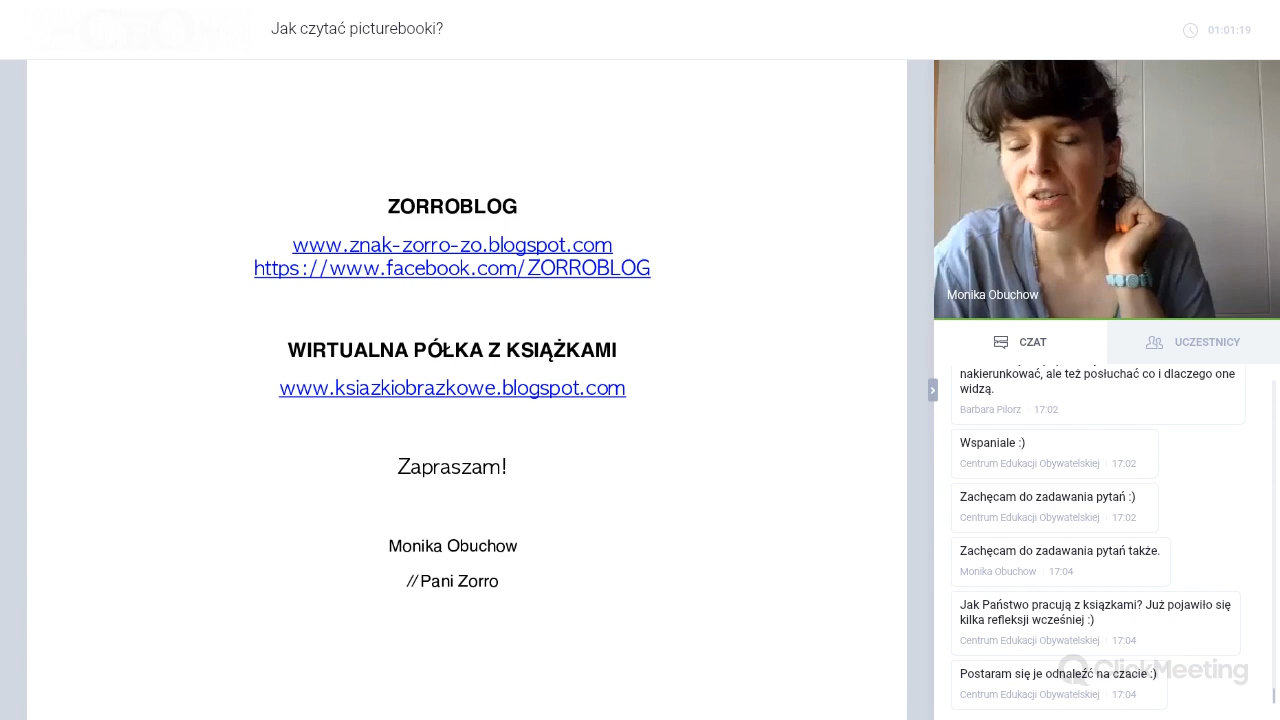 Jak czytać picturebooki?
01:01:19
ZORROBLOG
www.znak-zorro-zo.blogspot.com
https://www.facebook.com/ZORROBLOG
WIRTUALNA PÓŁKA Z KSIĄŻKAMI
www.ksiazkiobrazkowe.blogspot.com
Zapraszam!
Monika Obuchow
//Pani Zorro
Monika Obuchow
CZAT
UCZESTNICY
nakierunkować, ale też posłuchać co i dlaczego one
widzą.
Barbara Pilorz · 17:02
Wspaniale :)
Centrum Edukacji Obywatelskiej · 17:02
Zachęcam do zadawania pytań :)
Centrum Edukacji Obywatelskiej · 17:02
Zachęcam do zadawania pytań także.
Monika Obuchow · 17:04
Jak Państwo pracują z ksiązkami? Już pojawiło się
kilka refleksji wcześniej :)
Centrum Edukacji Obywatelskiej · 17:04
Postaram się je odnaleźć na czacie :)
Centrum Edukacji Obywatelskiej · 17:04
ClickMeeting